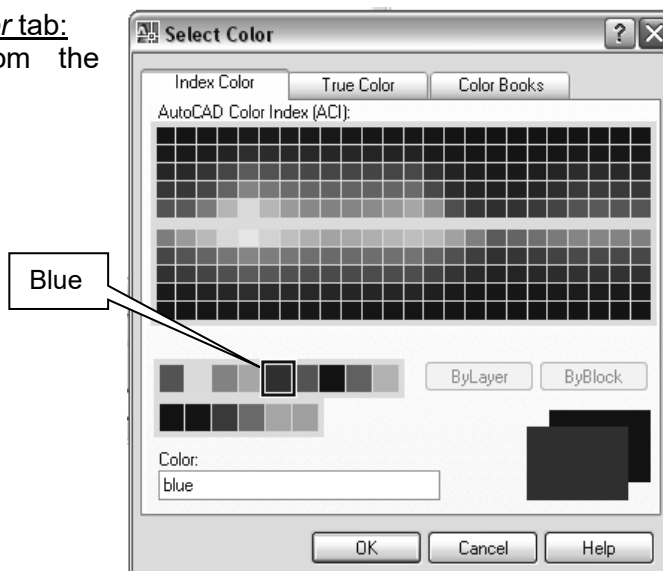 or tab:
om the
Select Color
Index Color
True Color
Color Books
AutoCAD Color Index (ACI):
Blue
ByLayer
ByBlock
Color:
blue
OK
Cancel
Help